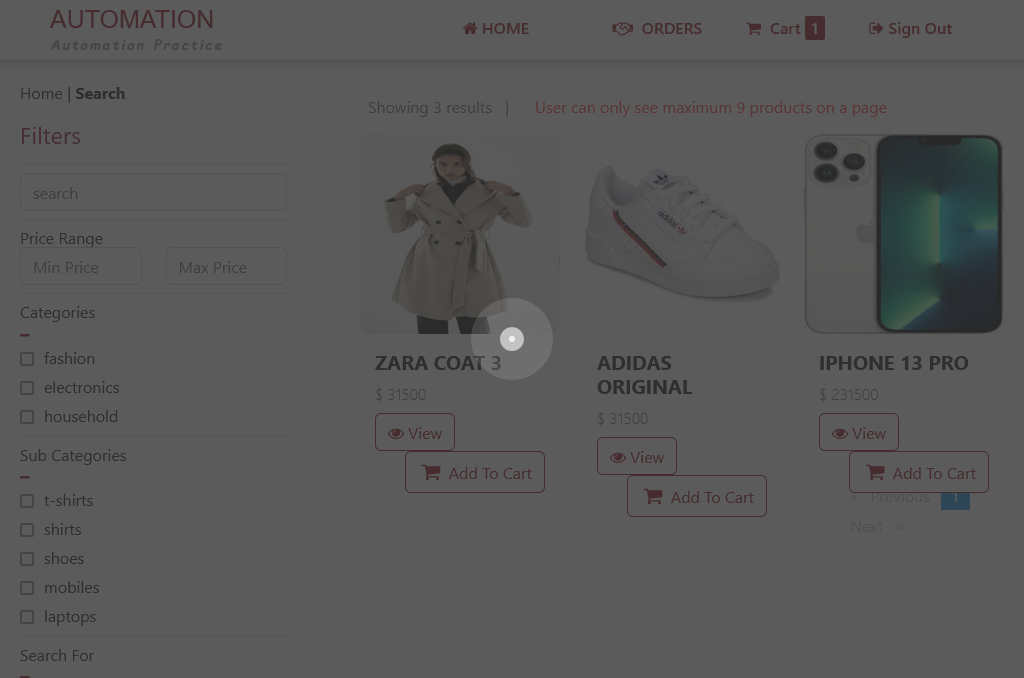 AUTOMATION
Automation Practice
HOME
ORDERS
Cart 1
Sign Out
Home | Search
Showing 3 results |
User can only see maximum 9 products on a page
Filters
search
Price Range
Min Price
Max Price
Categories
fashion
electronics
household
Sub Categories
t-shirts
shirts
shoes
mobiles
laptops
Search For
adidas
ZARA COAT 3
$ 31500
View
Add To Cart
ADIDAS
ORIGINAL
$ 31500
View
Add To Cart
IPHONE 13 PRO
$ 231500
View
Add To Cart
« Previous 1
Next »